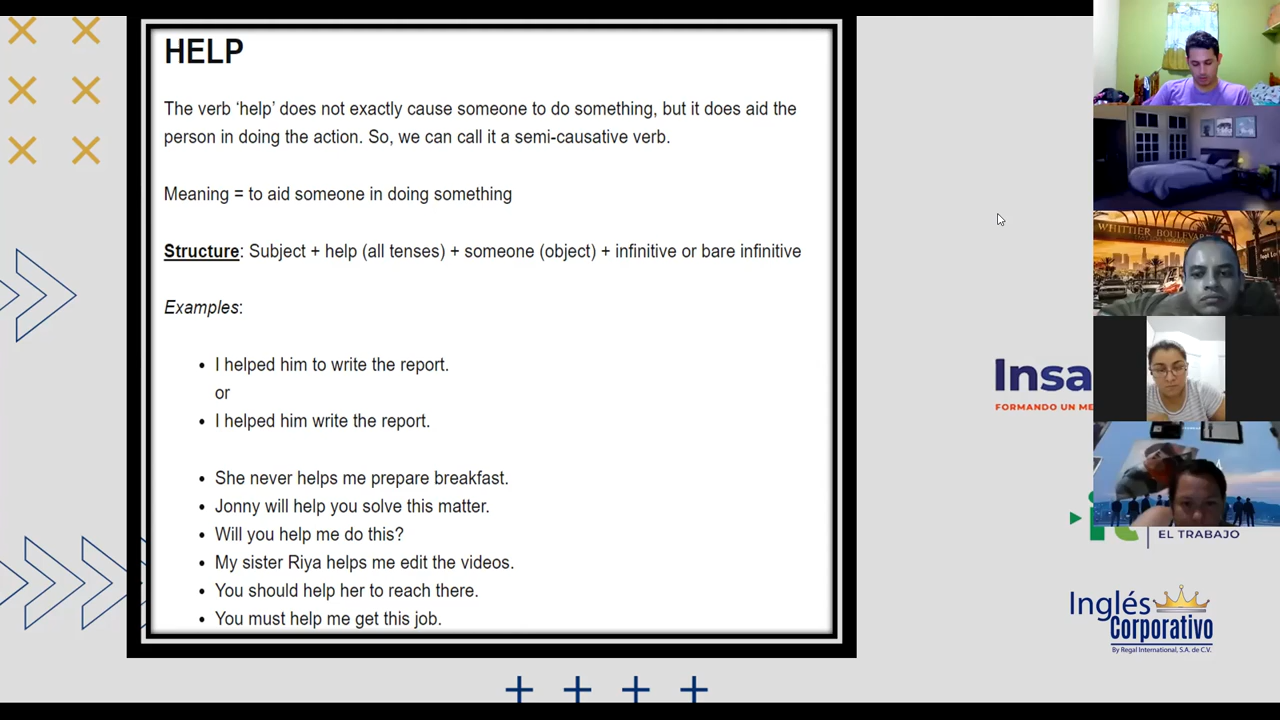 HELP
The verb ‘help’ does not exactly cause someone to do something, but it does aid the
person in doing the action. So, we can call it a semi-causative verb.
Meaning = to aid someone in doing something
Structure: Subject + help (all tenses) + someone (object) + infinitive or bare infinitive
Examples:
• I helped him to write the report.
or
• I helped him write the report.
• She never helps me prepare breakfast.
• Jonny will help you solve this matter.
• Will you help me do this?
• My sister Riya helps me edit the videos.
• You should help her to reach there.
• You must help me get this job.
WHITTIER BOULEVARD
Insa
FORMANDO UN ME
EL TRABAJO
Inglés
Corporativo
By Regal International, S.A. de C.V.